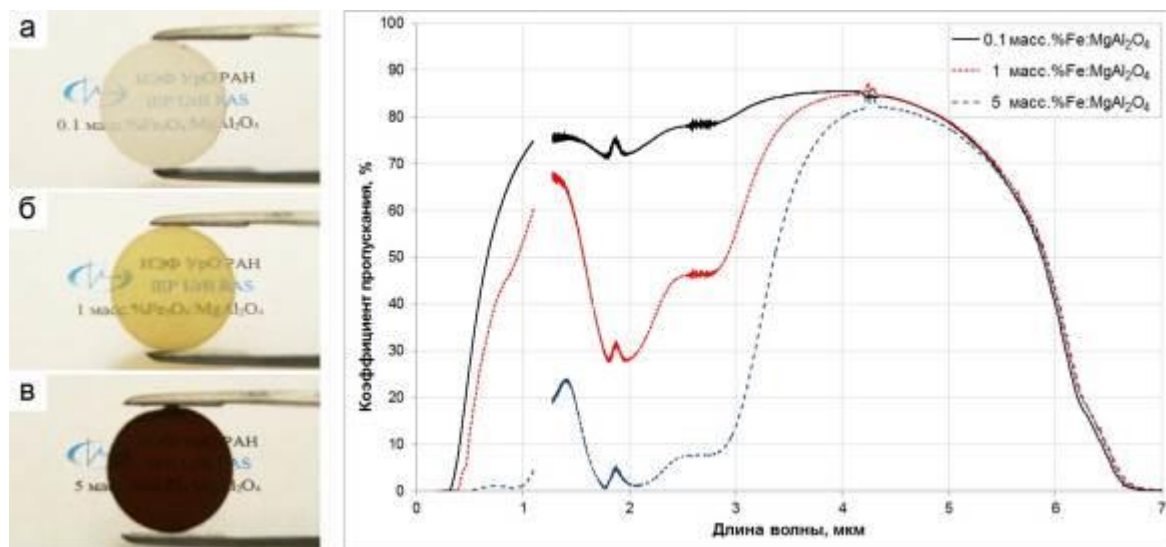 а
ИЭФ УрО РАН
IEP UrB RAS
0.1 масс.%Fe₃O₄:MgAl₂O₄
б
ИЭФ УрО РАН
IEP UrB RAS
1 масс.%Fe₃O₄:MgAl₂O₄
в
РАН
RAS
5 масс
Коэффициент пропускания, %
100
90
80
70
60
50
40
30
20
10
0
0.1 масс.%Fe:MgAl₂O₄
1 масс.%Fe:MgAl₂O₄
5 масс.%Fe:MgAl₂O₄
0 1 2 3 4 5 6 7
Длина волны, мкм